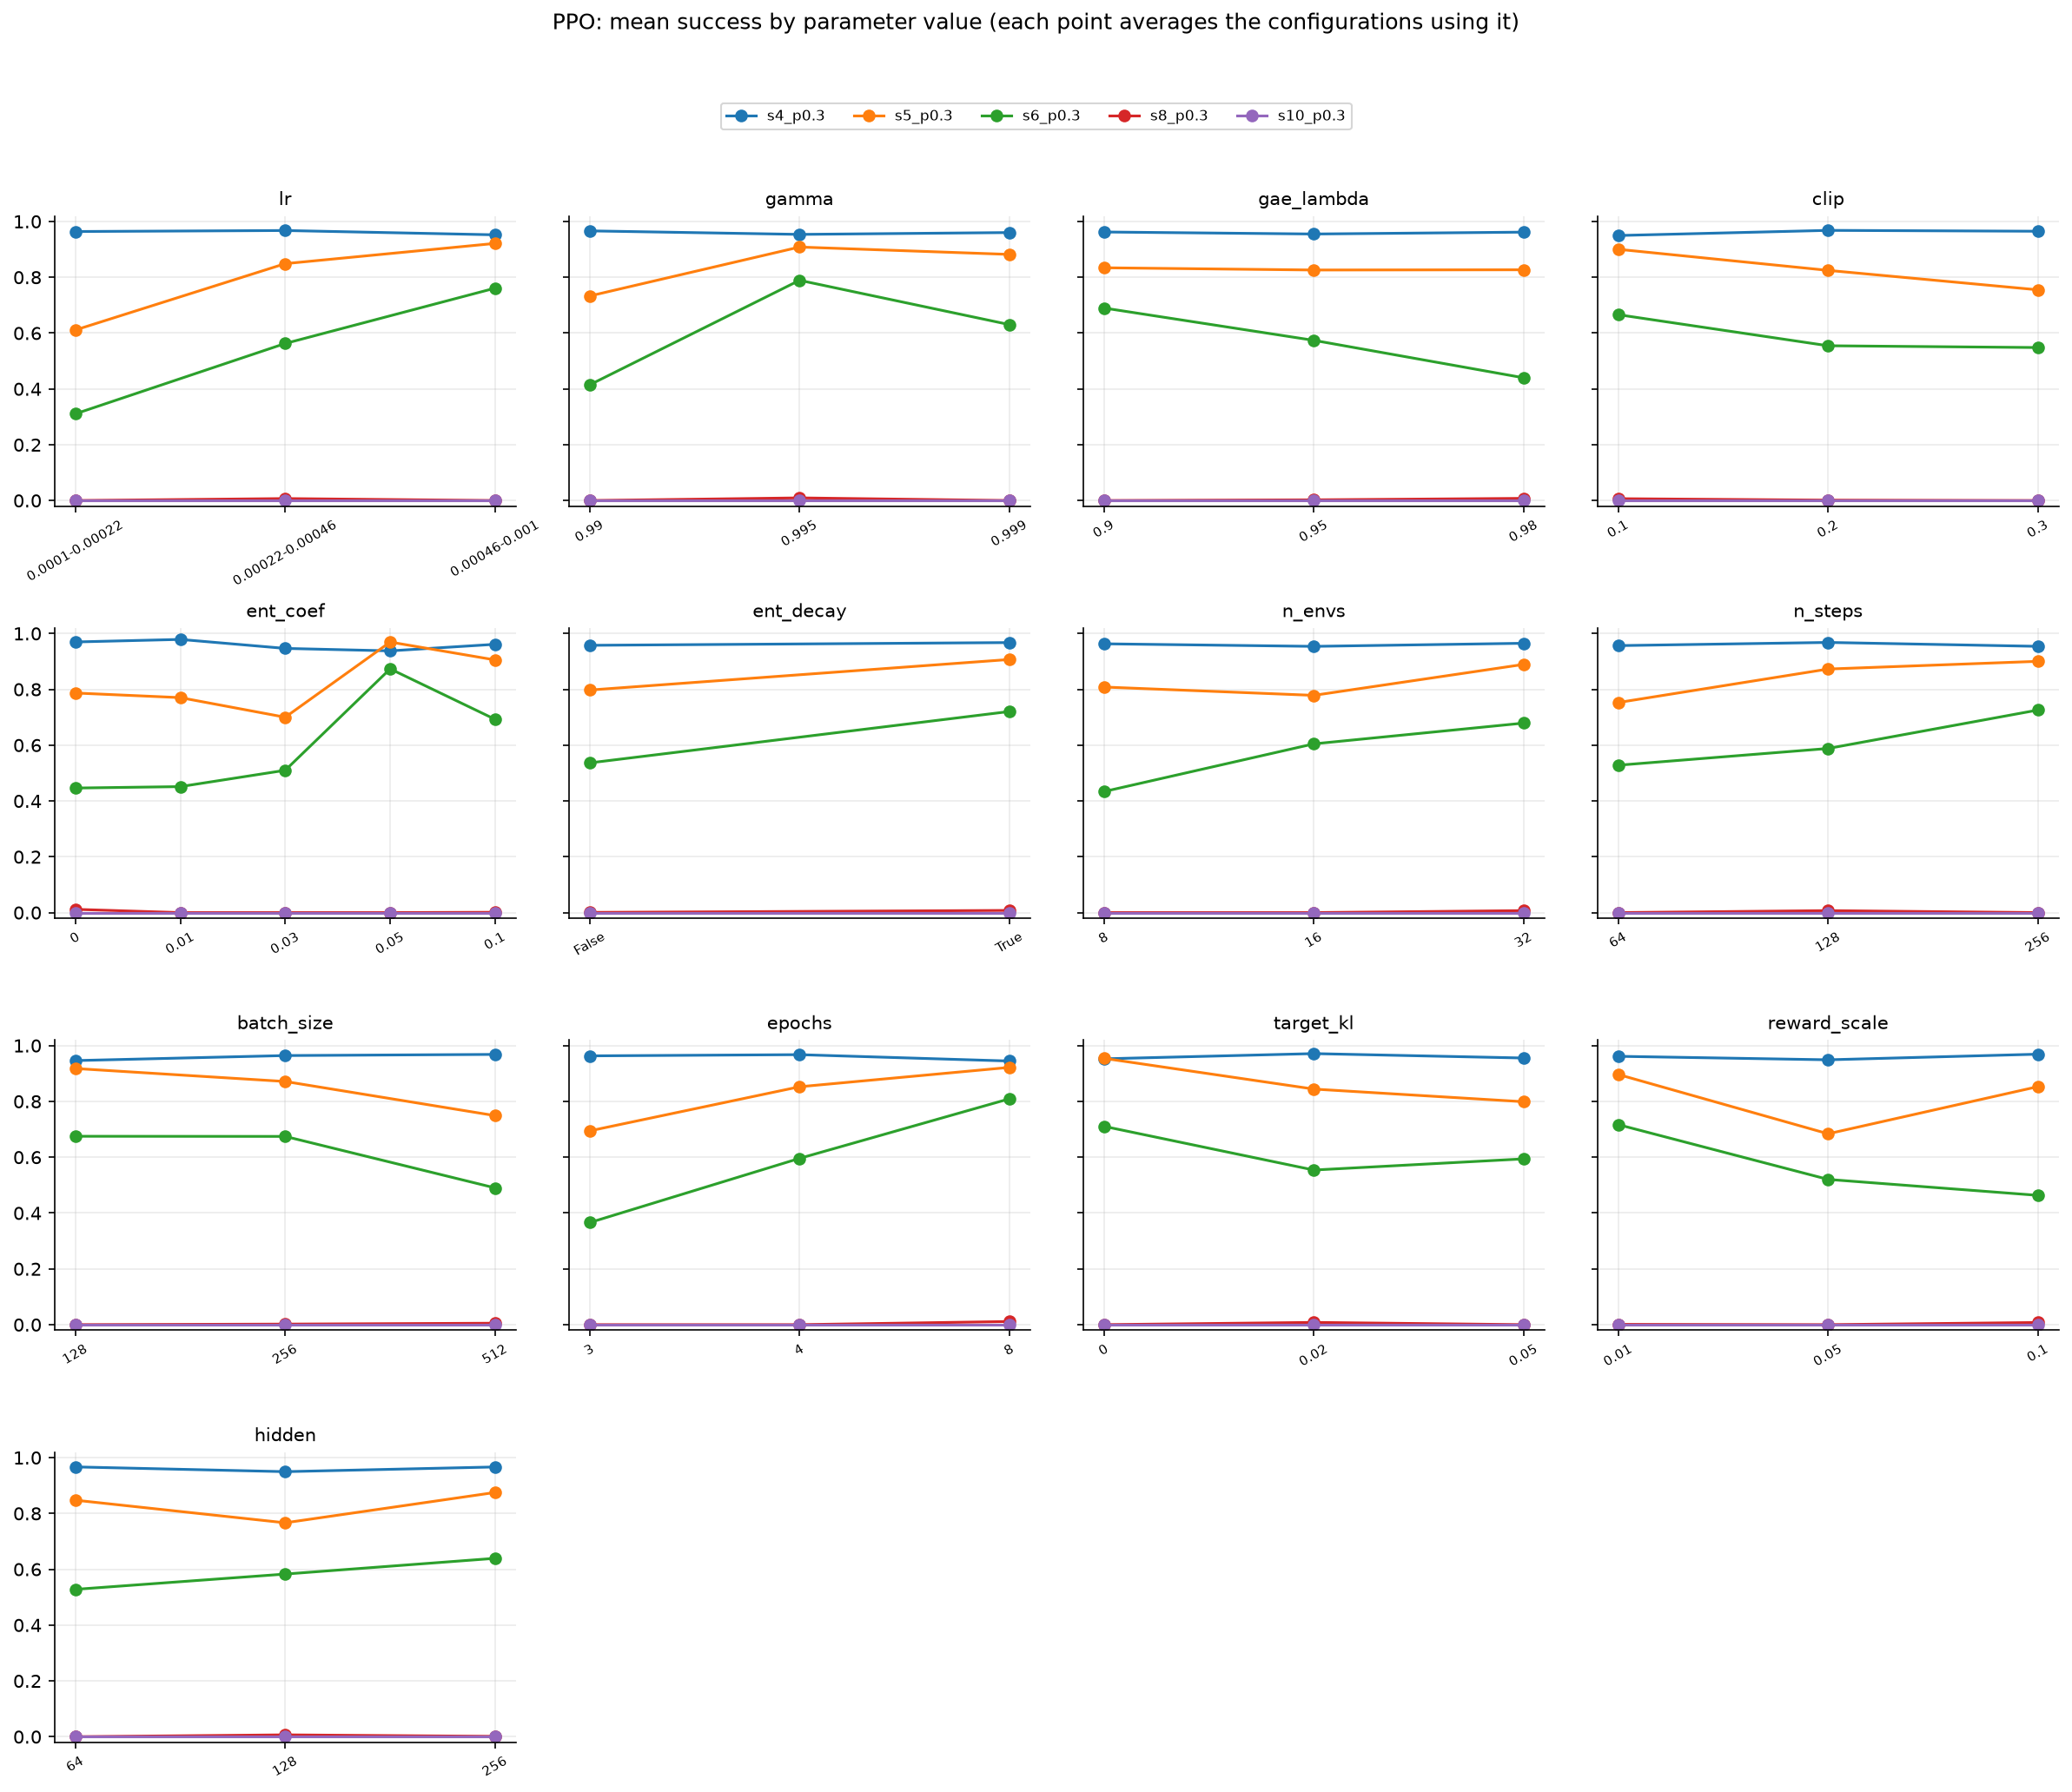 PPO: mean success by parameter value (each point averages the configurations using it)
s4_p0.3 s5_p0.3 s6_p0.3 s8_p0.3 s10_p0.3
lr gamma gae_lambda clip
1.0
0.8
0.6
0.4
0.2
0.0
0.0001-0.00022 0.00022-0.00046 0.00046-0.001 0.99 0.995 0.999 0.9 0.95 0.98 0.1 0.2 0.3
ent_coef ent_decay n_envs n_steps
1.0
0.8
0.6
0.4
0.2
0.0
0 0.01 0.03 0.05 0.1 False True 8 16 32 64 128 256
batch_size epochs target_kl reward_scale
1.0
0.8
0.6
0.4
0.2
0.0
128 256 512 3 4 8 0 0.02 0.05 0.01 0.05 0.1
hidden
1.0
0.8
0.6
0.4
0.2
0.0
64 128 256